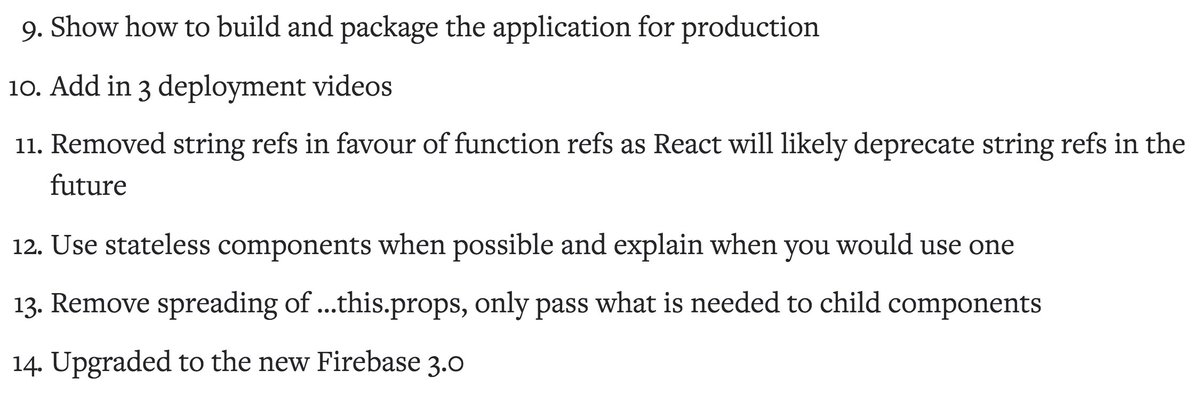 9. Show how to build and package the application for production
10. Add in 3 deployment videos
11. Removed string refs in favour of function refs as React will likely deprecate string refs in the
future
12. Use stateless components when possible and explain when you would use one
13. Remove spreading of ...this.props, only pass what is needed to child components
14. Upgraded to the new Firebase 3.0